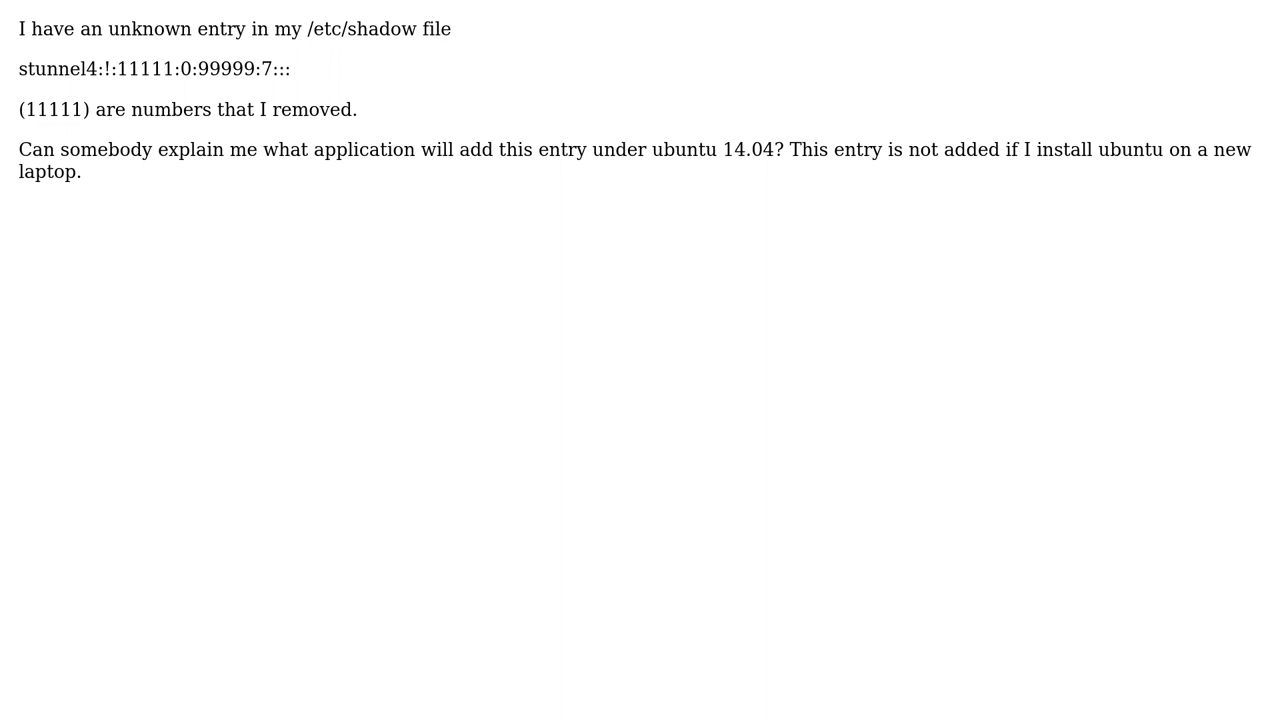 I have an unknown entry in my /etc/shadow file
stunnel4:!:11111:0:99999:7:::
(11111) are numbers that I removed.
Can somebody explain me what application will add this entry under ubuntu 14.04? This entry is not added if I install ubuntu on a new
laptop.